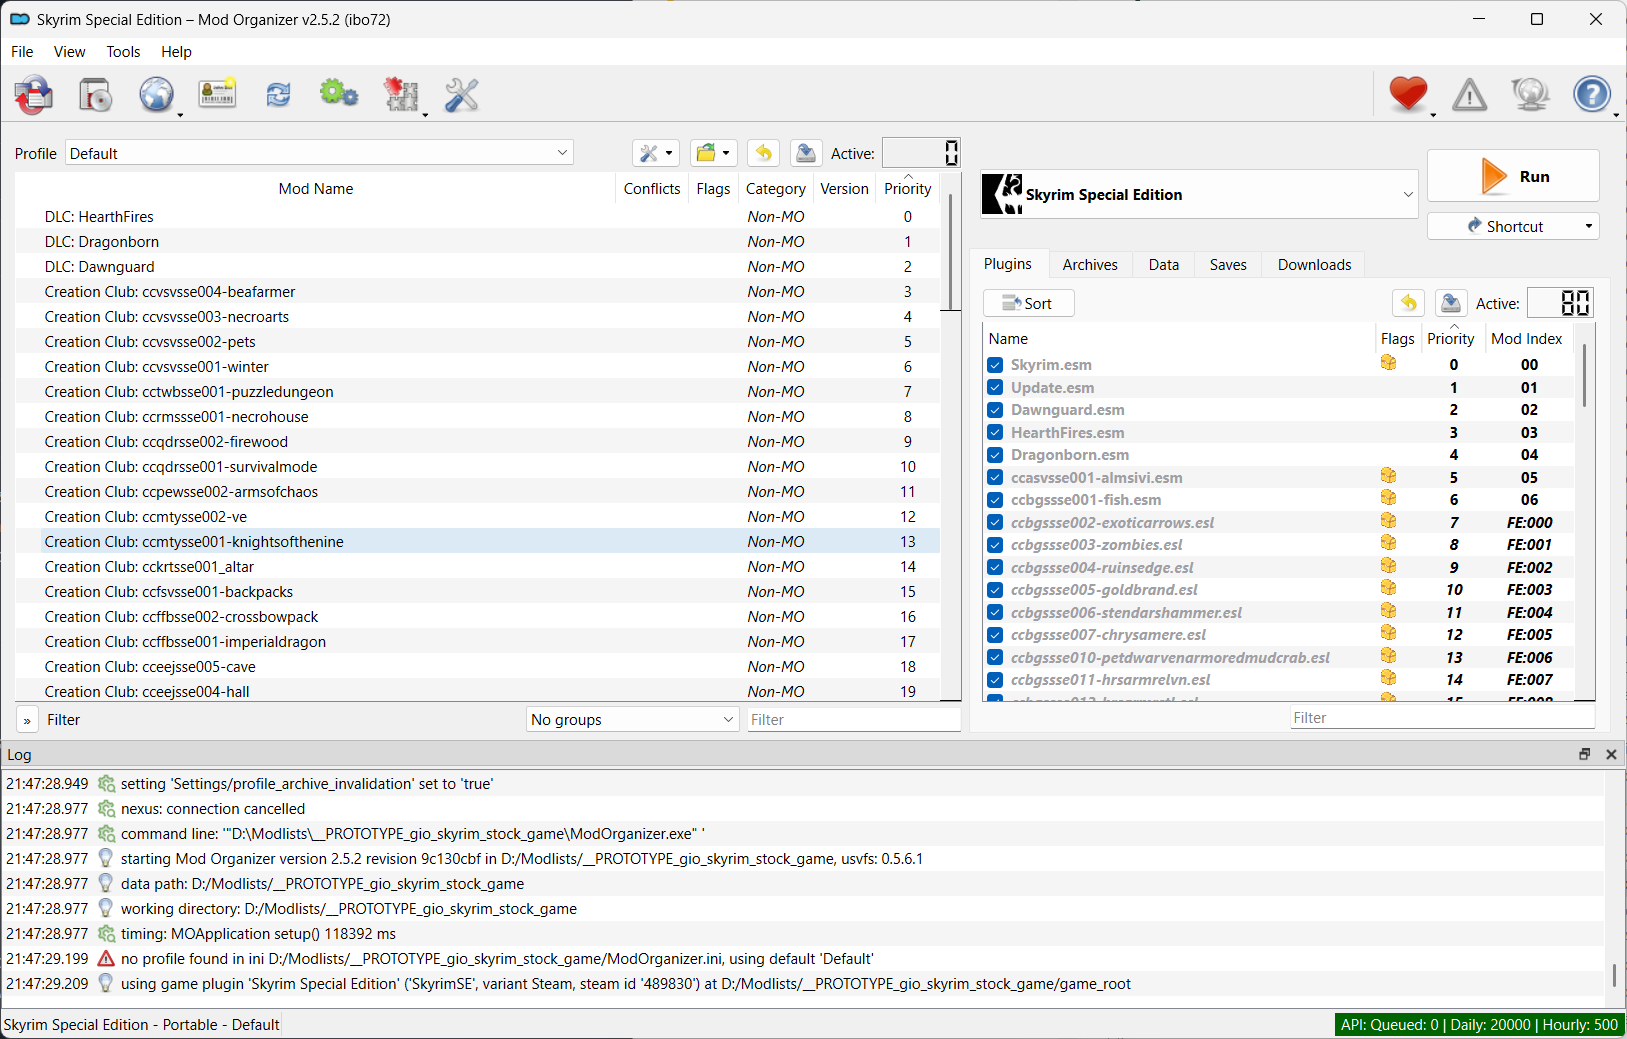 Skyrim Special Edition – Mod Organizer v2.5.2 (ibo72)
File View Tools Help
Profile Default Active: 0
Mod Name Conflicts Flags Category Version Priority
DLC: HearthFires Non-MO 0
DLC: Dragonborn Non-MO 1
DLC: Dawnguard Non-MO 2
Creation Club: ccvsvsse004-beafarmer Non-MO 3
Creation Club: ccvsvsse003-necroarts Non-MO 4
Creation Club: ccvsvsse002-pets Non-MO 5
Creation Club: ccvsvsse001-winter Non-MO 6
Creation Club: cctwbsse001-puzzledungeon Non-MO 7
Creation Club: ccrmssse001-necrohouse Non-MO 8
Creation Club: ccqdrsse002-firewood Non-MO 9
Creation Club: ccqdrsse001-survivalmode Non-MO 10
Creation Club: ccpewsse002-armsofchaos Non-MO 11
Creation Club: ccmtysse002-ve Non-MO 12
Creation Club: ccmtysse001-knightsofthenine Non-MO 13
Creation Club: cckrtsse001_altar Non-MO 14
Creation Club: ccfsvsse001-backpacks Non-MO 15
Creation Club: ccffbsse002-crossbowpack Non-MO 16
Creation Club: ccffbsse001-imperialdragon Non-MO 17
Creation Club: cceejsse005-cave Non-MO 18
Creation Club: cceejsse004-hall Non-MO 19
» Filter No groups Filter
Skyrim Special Edition
Run
Shortcut
Plugins Archives Data Saves Downloads
Sort Active: 80
Name Flags Priority Mod Index
Skyrim.esm 0 00
Update.esm 1 01
Dawnguard.esm 2 02
HearthFires.esm 3 03
Dragonborn.esm 4 04
ccasvsse001-almsivi.esm 5 05
ccbgssse001-fish.esm 6 06
ccbgssse002-exoticarrows.esl 7 FE:000
ccbgssse003-zombies.esl 8 FE:001
ccbgssse004-ruinsedge.esl 9 FE:002
ccbgssse005-goldbrand.esl 10 FE:003
ccbgssse006-stendarshammer.esl 11 FE:004
ccbgssse007-chrysamere.esl 12 FE:005
ccbgssse010-petdwarvenarmoredmudcrab.esl 13 FE:006
ccbgssse011-hrsarmrelvn.esl 14 FE:007
Filter
Log
21:47:28.949 setting 'Settings/profile_archive_invalidation' set to 'true'
21:47:28.977 nexus: connection cancelled
21:47:28.977 command line: '"D:\Modlists\__PROTOTYPE_gio_skyrim_stock_game\ModOrganizer.exe" '
21:47:28.977 starting Mod Organizer version 2.5.2 revision 9c130cbf in D:/Modlists/__PROTOTYPE_gio_skyrim_stock_game, usvfs: 0.5.6.1
21:47:28.977 data path: D:/Modlists/__PROTOTYPE_gio_skyrim_stock_game
21:47:28.977 working directory: D:/Modlists/__PROTOTYPE_gio_skyrim_stock_game
21:47:28.977 timing: MOApplication setup() 118392 ms
21:47:29.199 no profile found in ini D:/Modlists/__PROTOTYPE_gio_skyrim_stock_game/ModOrganizer.ini, using default 'Default'
21:47:29.209 using game plugin 'Skyrim Special Edition' ('SkyrimSE', variant Steam, steam id '489830') at D:/Modlists/__PROTOTYPE_gio_skyrim_stock_game/game_root
Skyrim Special Edition - Portable - Default
API: Queued: 0 | Daily: 20000 | Hourly: 500